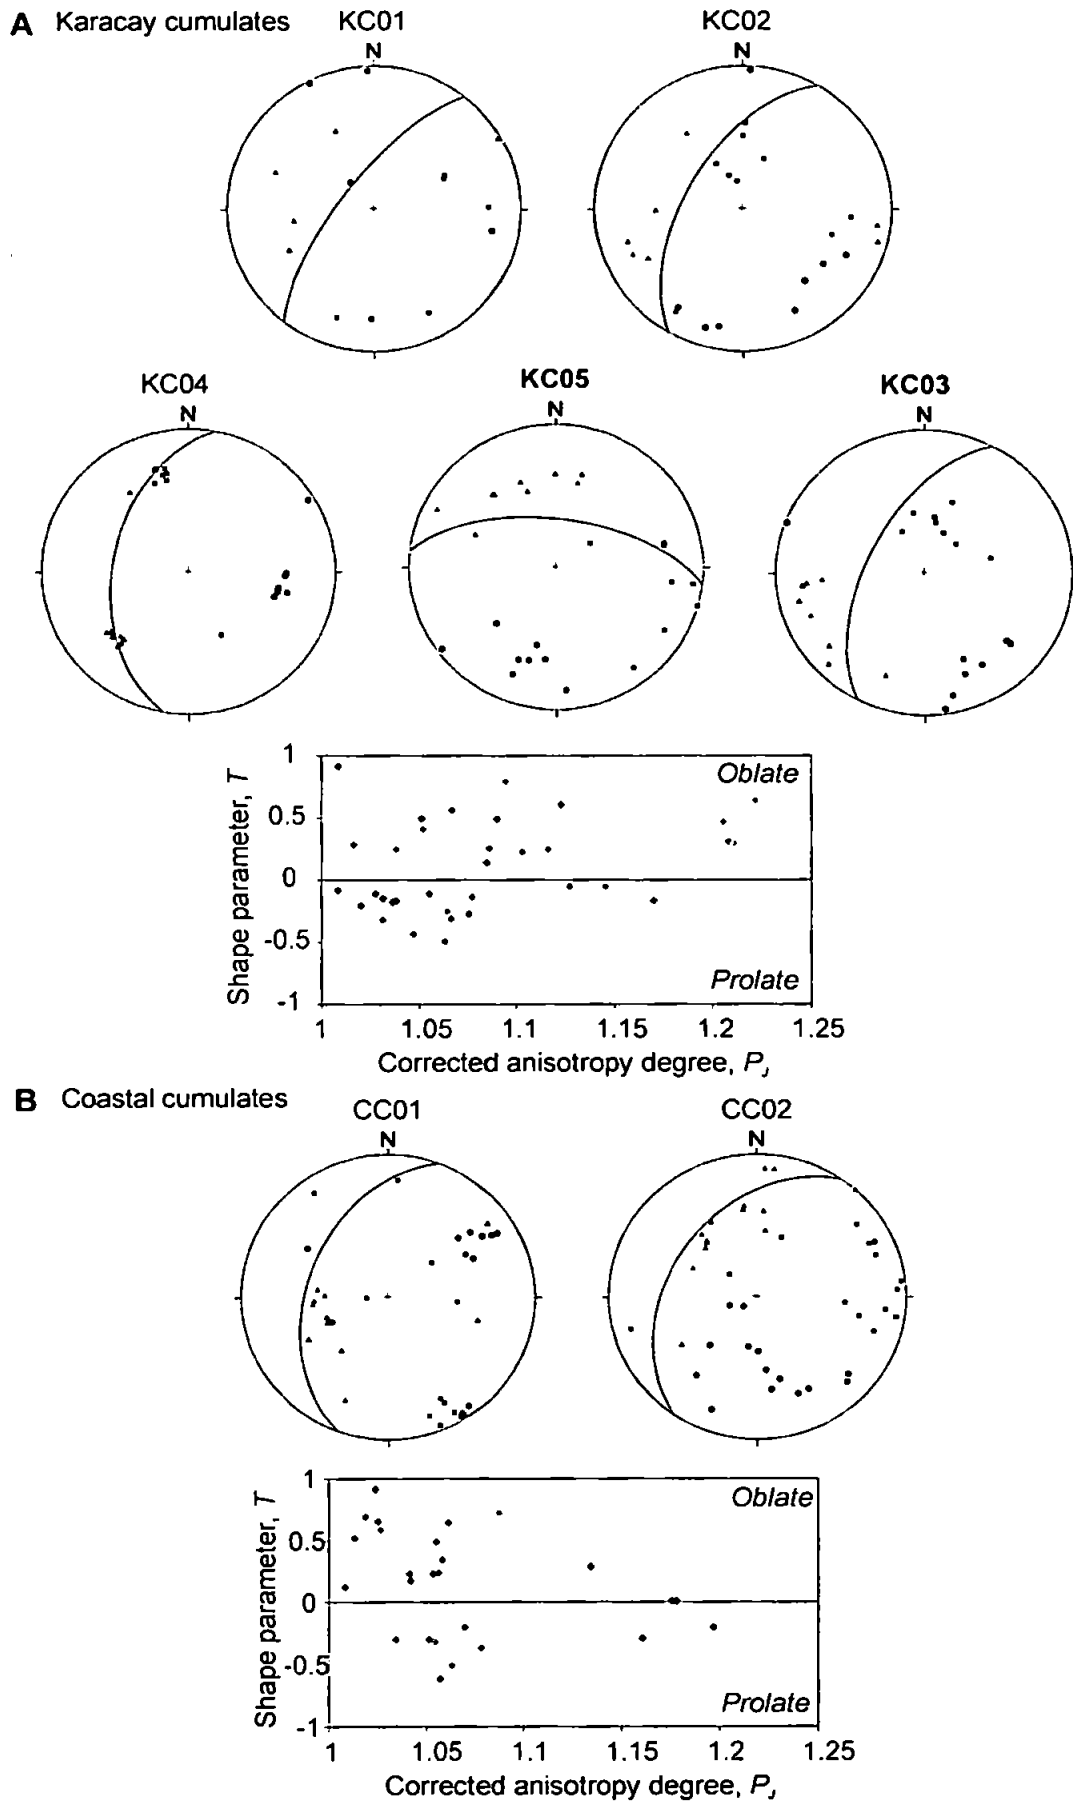 A Karacay cumulates KC01 KC02
N N
KC04 KC05 KC03
N N N
1
0.5
0
-0.5
-1
Shape parameter, T
Oblate
Prolate
1 1.05 1.1 1.15 1.2 1.25
Corrected anisotropy degree, PJ
B Coastal cumulates CC01 CC02
N N
1
0.5
0
-0.5
-1
Shape parameter, T
Oblate
Prolate
1 1.05 1.1 1.15 1.2 1.25
Corrected anisotropy degree, PJ